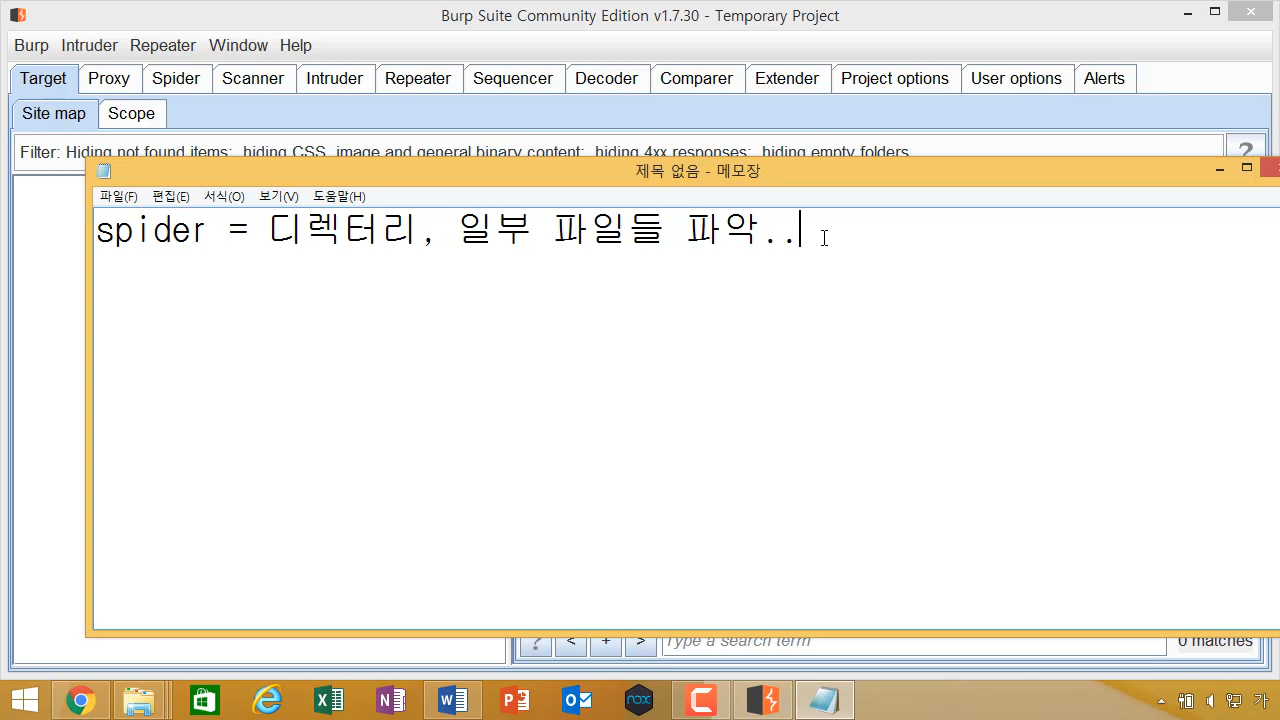 Burp Suite Community Edition v1.7.30 - Temporary Project
Burp Intruder Repeater Window Help
Target Proxy Spider Scanner Intruder Repeater Sequencer Decoder Comparer Extender Project options User options Alerts
Site map Scope
Filter: Hiding not found items; hiding CSS, image and general binary content; hiding 4xx responses; hiding empty folders
?
제목 없음 - 메모장
파일(F) 편집(E) 서식(O) 보기(V) 도움말(H)
spider = 디렉터리, 일부 파일들 파악..
? < + > Type a search term 0 matches
가